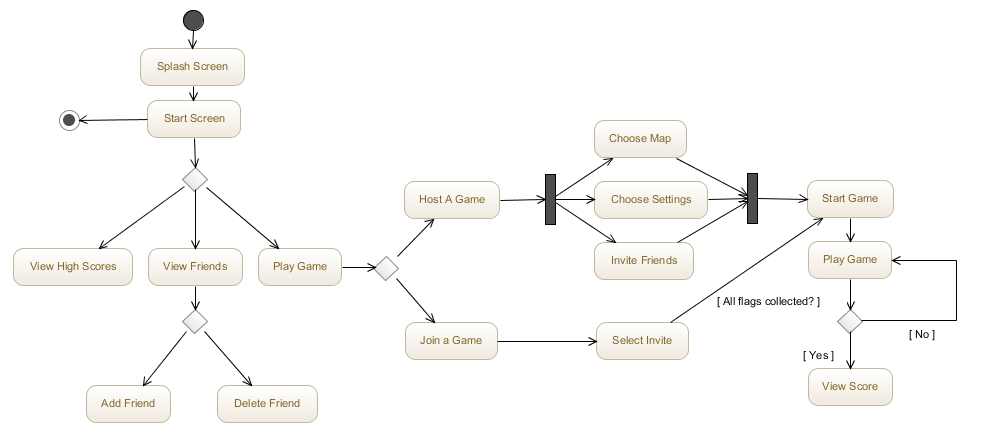 Splash Screen
Start Screen
View High Scores
View Friends
Play Game
Add Friend
Delete Friend
Host A Game
Join a Game
Choose Map
Choose Settings
Invite Friends
Select Invite
Start Game
Play Game
[ All flags collected? ]
[ No ]
[ Yes ]
View Score